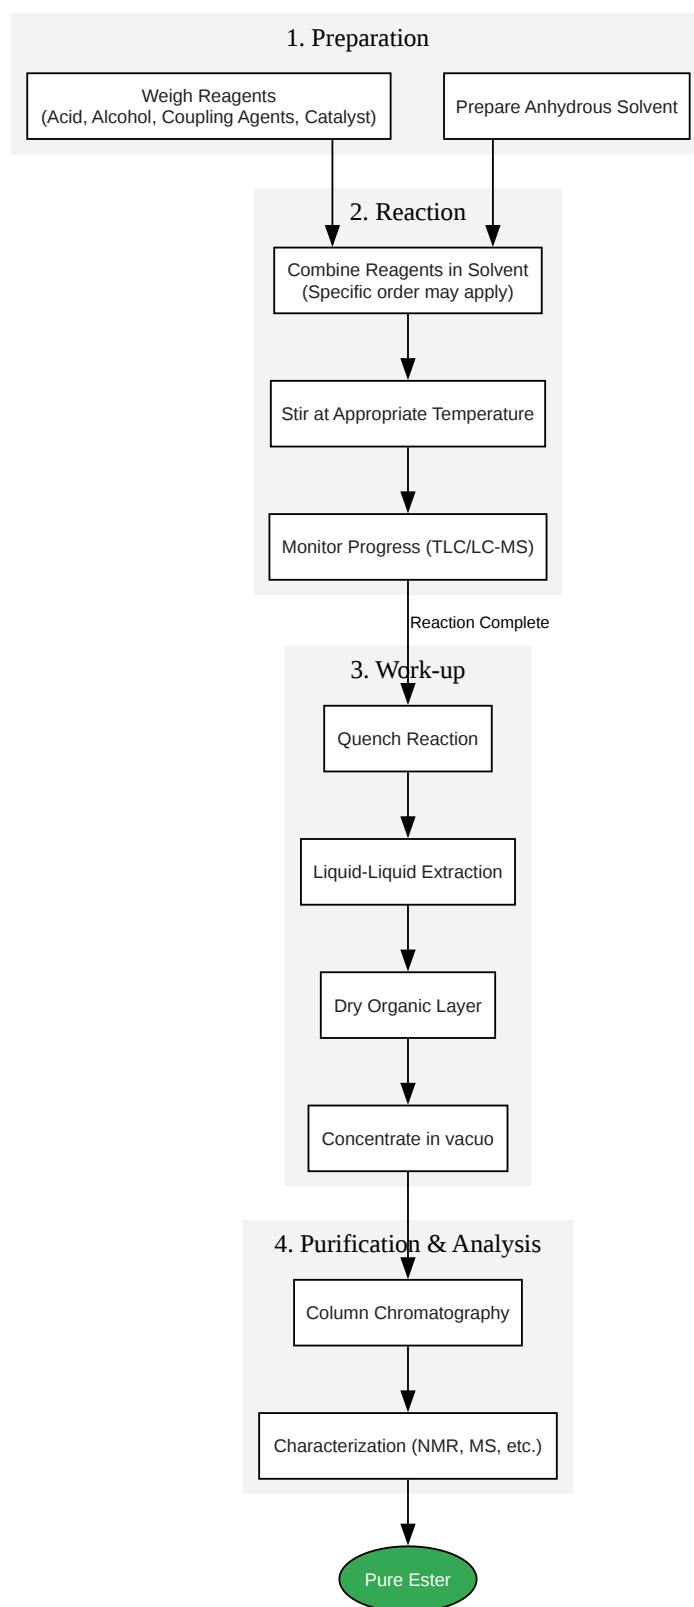 1. Preparation
Weigh Reagents
(Acid, Alcohol, Coupling Agents, Catalyst)
Prepare Anhydrous Solvent
2. Reaction
Combine Reagents in Solvent
(Specific order may apply)
Stir at Appropriate Temperature
Monitor Progress (TLC/LC-MS)
Reaction Complete
3. Work-up
Quench Reaction
Liquid-Liquid Extraction
Dry Organic Layer
Concentrate in vacuo
4. Purification & Analysis
Column Chromatography
Characterization (NMR, MS, etc.)
Pure Ester